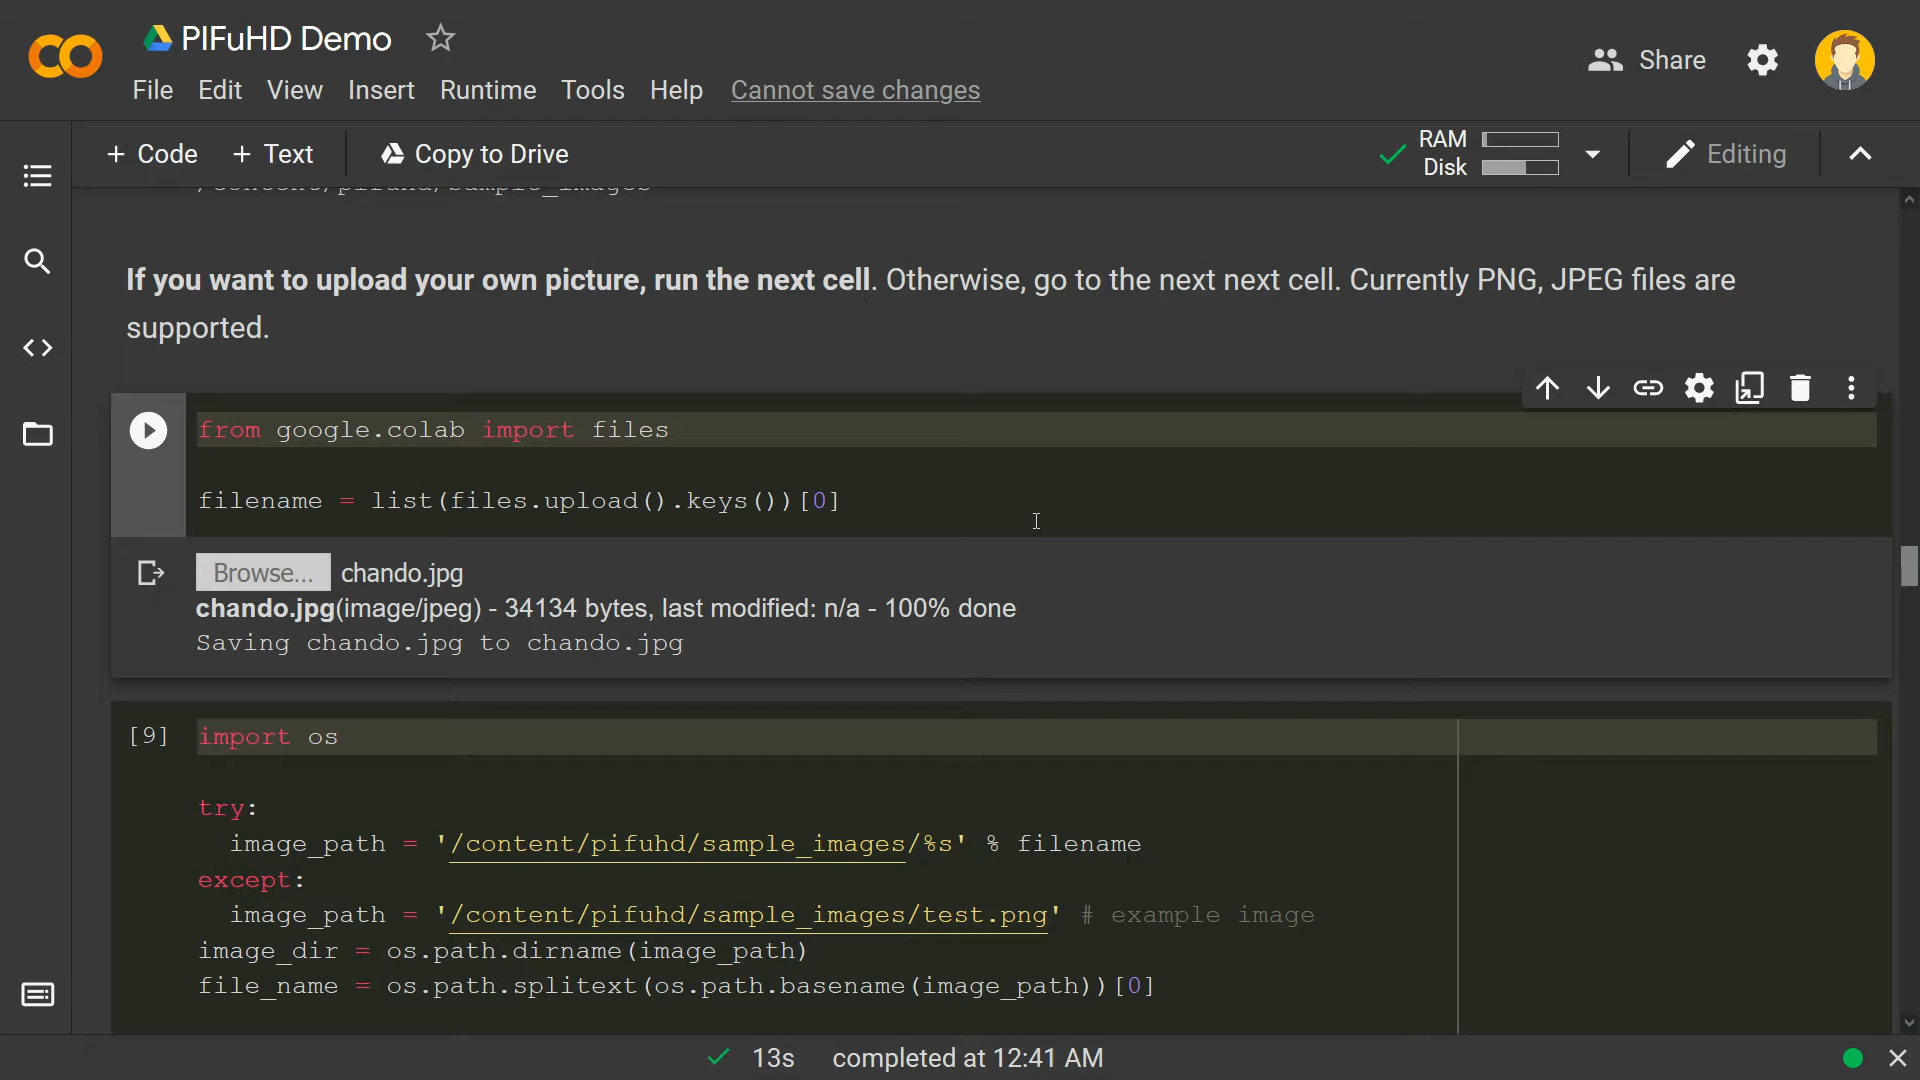 PIFuHD Demo
File Edit View Insert Runtime Tools Help Cannot save changes
Share
+ Code + Text Copy to Drive
RAM
Disk
Editing
/content/pifuhd/sample_images
If you want to upload your own picture, run the next cell. Otherwise, go to the next next cell. Currently PNG, JPEG files are
supported.
from google.colab import files
filename = list(files.upload().keys())[0]
Browse... chando.jpg
chando.jpg(image/jpeg) - 34134 bytes, last modified: n/a - 100% done
Saving chando.jpg to chando.jpg
[9] import os
try:
image_path = '/content/pifuhd/sample_images/%s' % filename
except:
image_path = '/content/pifuhd/sample_images/test.png' # example image
image_dir = os.path.dirname(image_path)
file_name = os.path.splitext(os.path.basename(image_path))[0]
13s completed at 12:41 AM